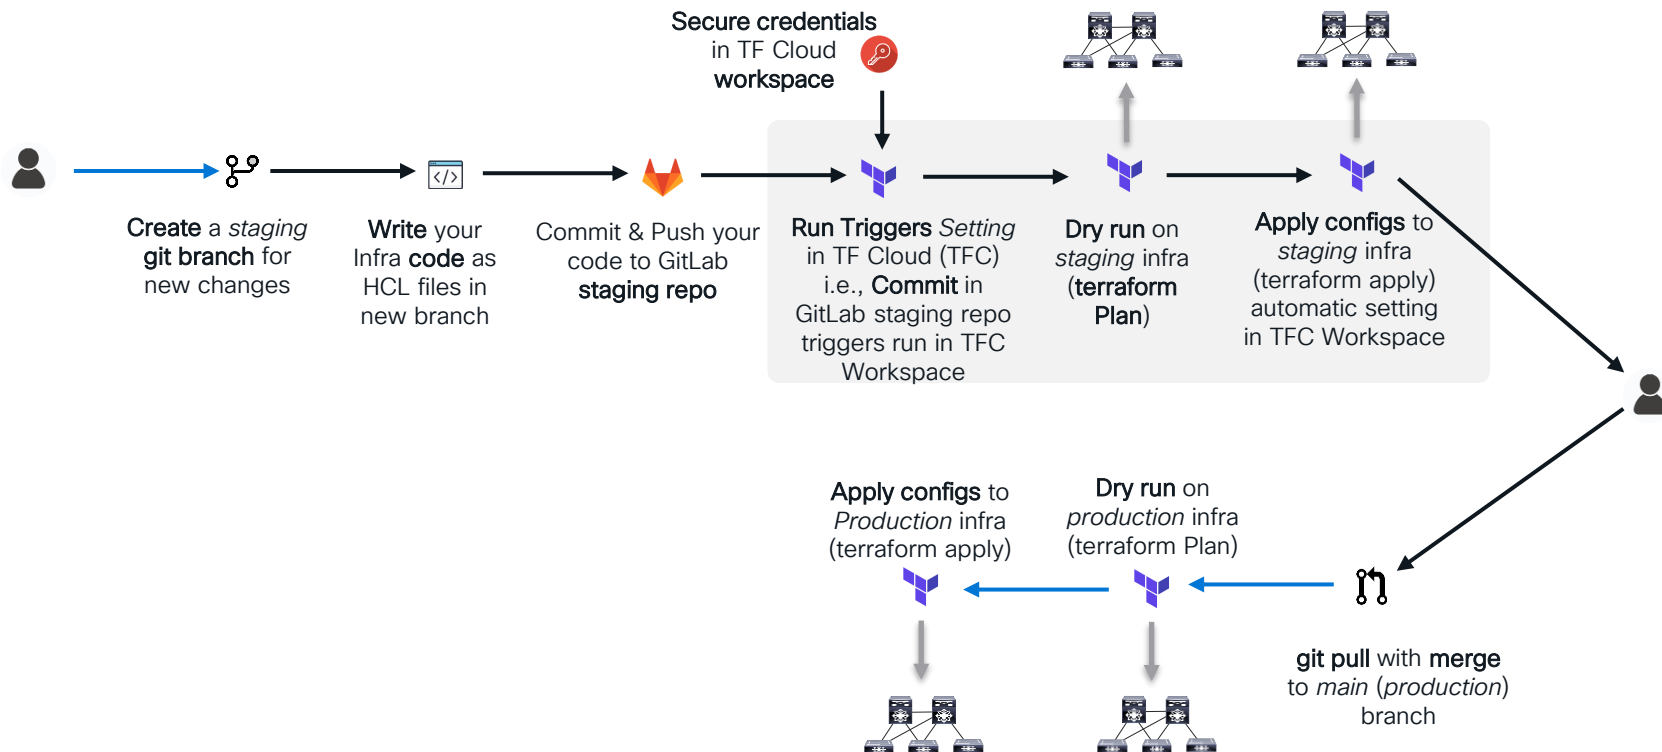 Secure credentials
in TF Cloud
workspace
Create a staging
git branch for
new changes
Write your
Infra code as
HCL files in
new branch
Commit & Push your
code to GitLab
staging repo
Run Triggers Setting
in TF Cloud (TFC)
i.e., Commit in
GitLab staging repo
triggers run in TFC
Workspace
Dry run on
staging infra
(terraform
Plan)
Apply configs to
staging infra
(terraform apply)
automatic setting
in TFC Workspace
Apply configs to
Production infra
(terraform apply)
Dry run on
production infra
(terraform Plan)
git pull with merge
to main (production)
branch